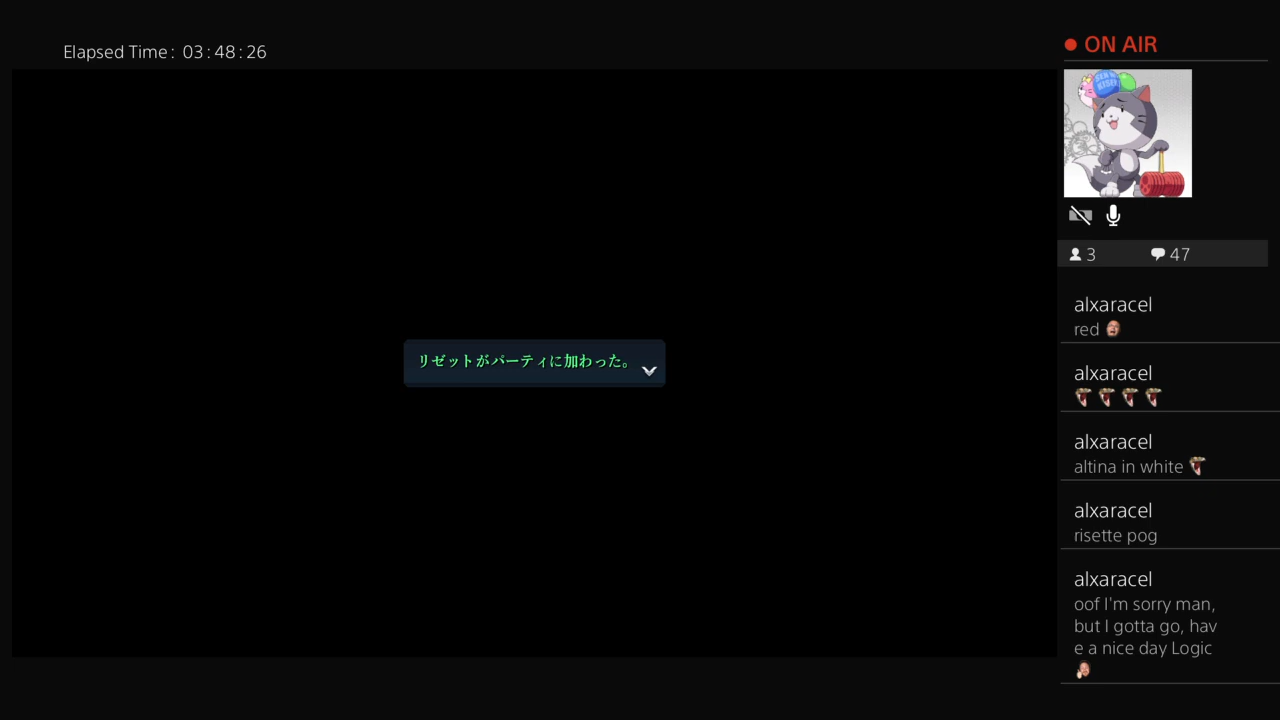 Elapsed Time: 03:48:26
ON AIR
3
47
alxaracel
red
alxaracel
alxaracel
altina in white
alxaracel
risette pog
alxaracel
oof I'm sorry man,
but I gotta go, hav
e a nice day Logic
リゼットがパーティに加わった。